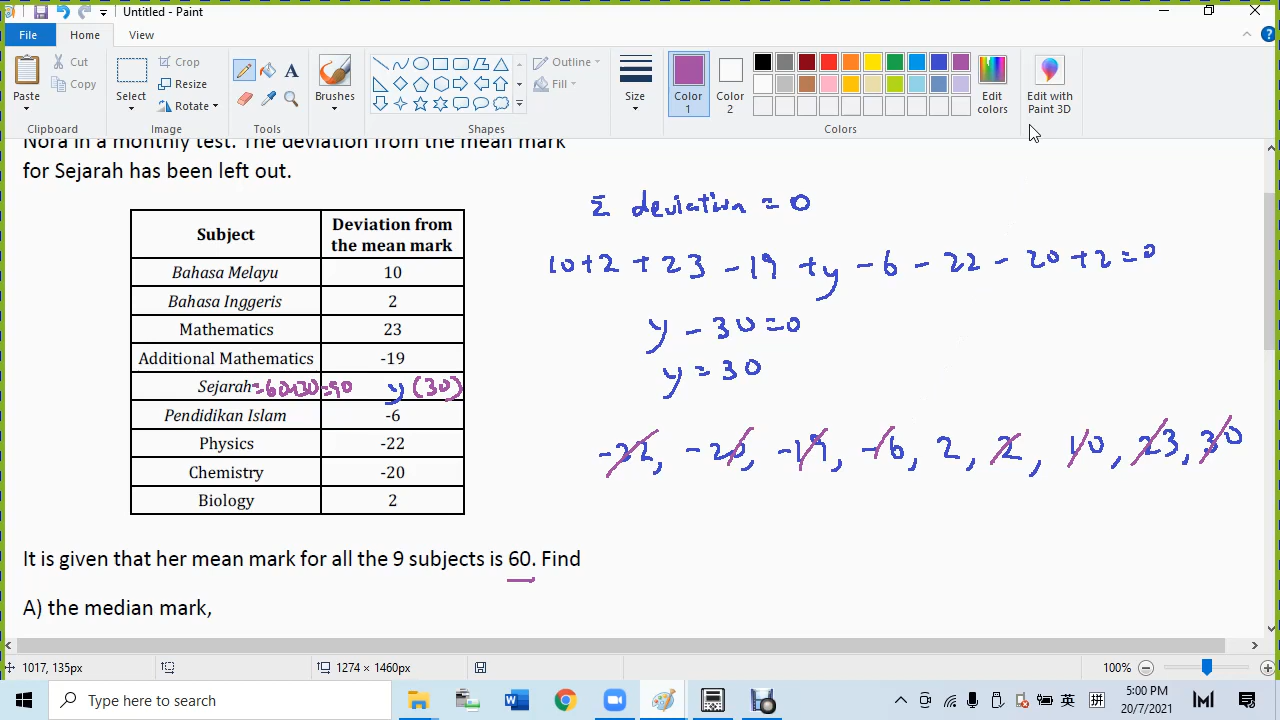 Untitled - Paint
File
Home
View
Paste
Cut
Copy
Clipboard
Select
Crop
Resize
Rotate
Image
Tools
Brushes
Shapes
Outline
Fill
Size
Color 1
Color 2
Colors
Edit colors
Edit with Paint 3D
Nora in a monthly test. The deviation from the mean mark
for Sejarah has been left out.
Subject Deviation from the mean mark
Bahasa Melayu 10
Bahasa Inggeris 2
Mathematics 23
Additional Mathematics -19
Sejarah =60+30=90 y (30)
Pendidikan Islam -6
Physics -22
Chemistry -20
Biology 2
Σ deviation = 0
10+2 +23 -19 +y -6 -22 -20 +2 =0
y - 30 =0
y = 30
-22, -20, -19, -6, 2, 2, 10, 23, 30
It is given that her mean mark for all the 9 subjects is 60. Find
A) the median mark,
1017, 135px
1274 × 1460px
100%
Type here to search
英
拼
5:00 PM
20/7/2021